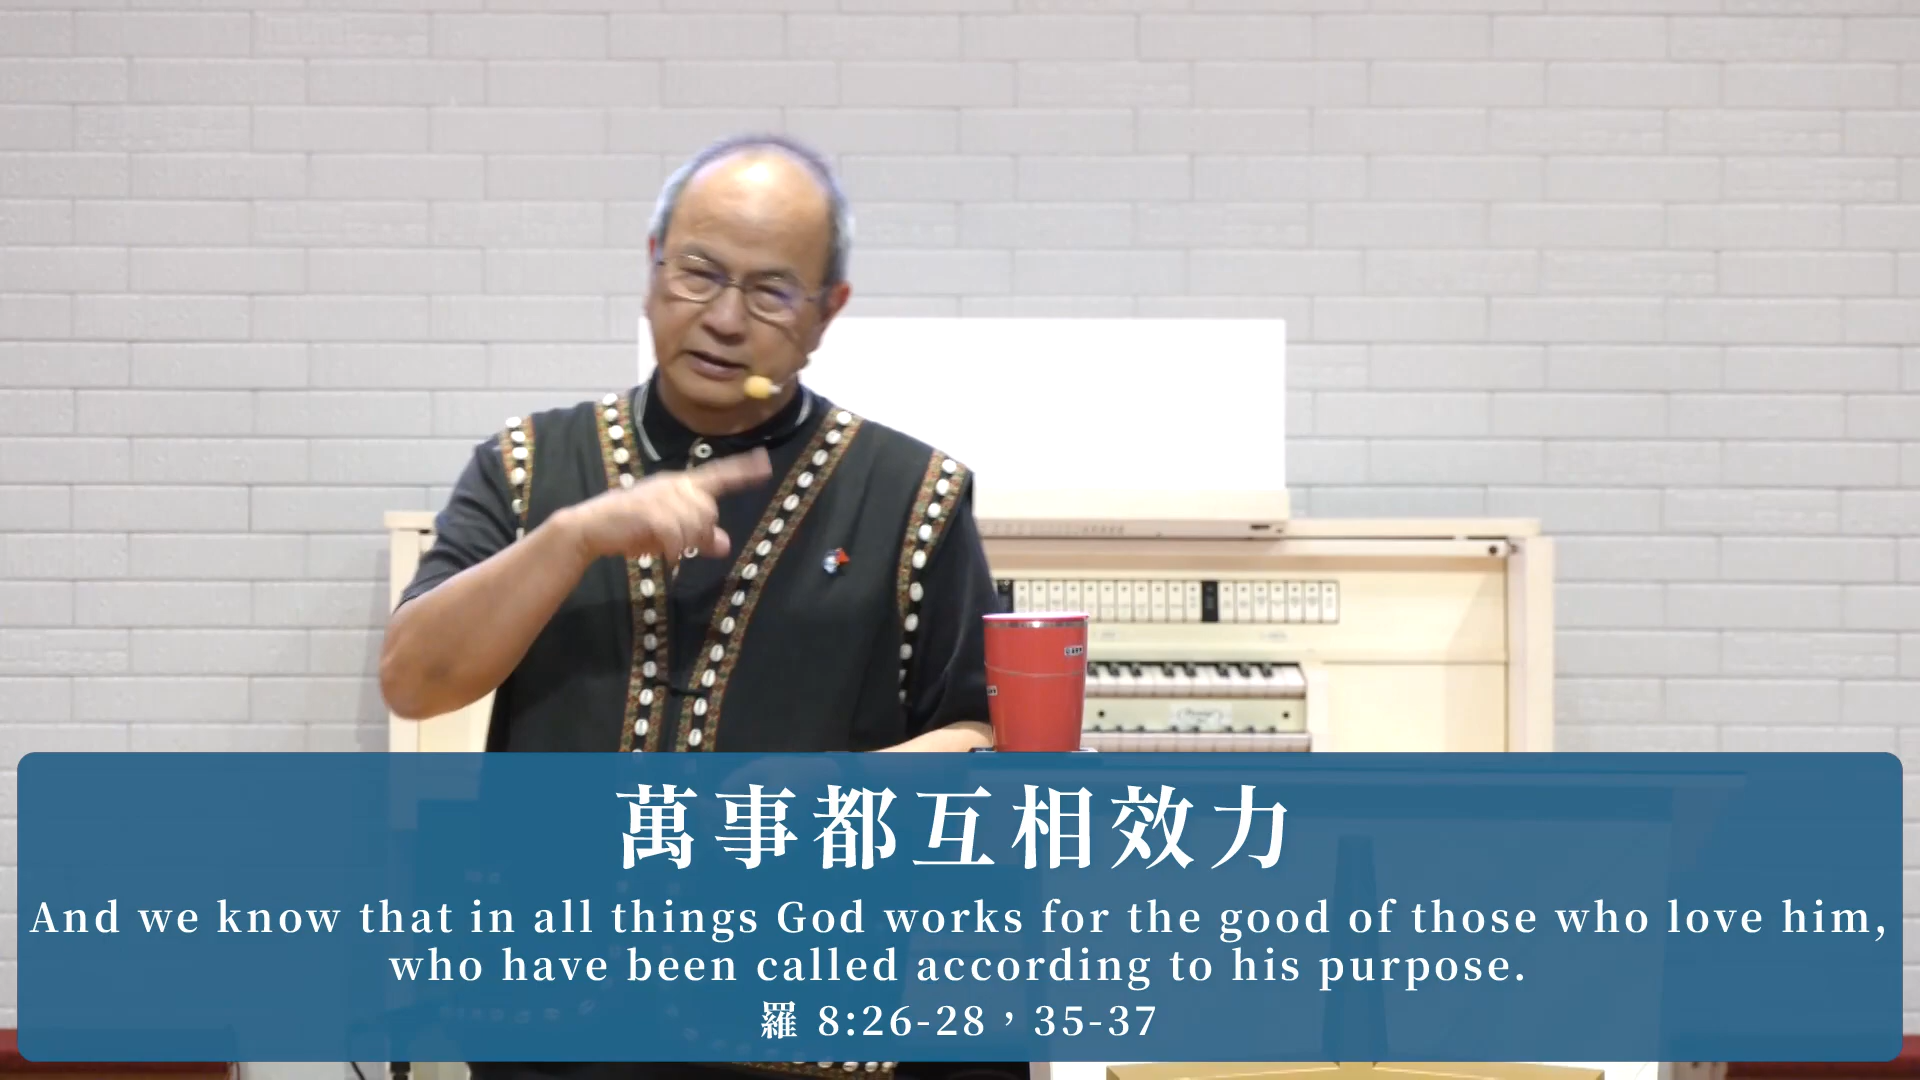 萬事都互相效力
And we know that in all things God works for the good of those who love him,
who have been called according to his purpose.
羅 8:26-28，35-37